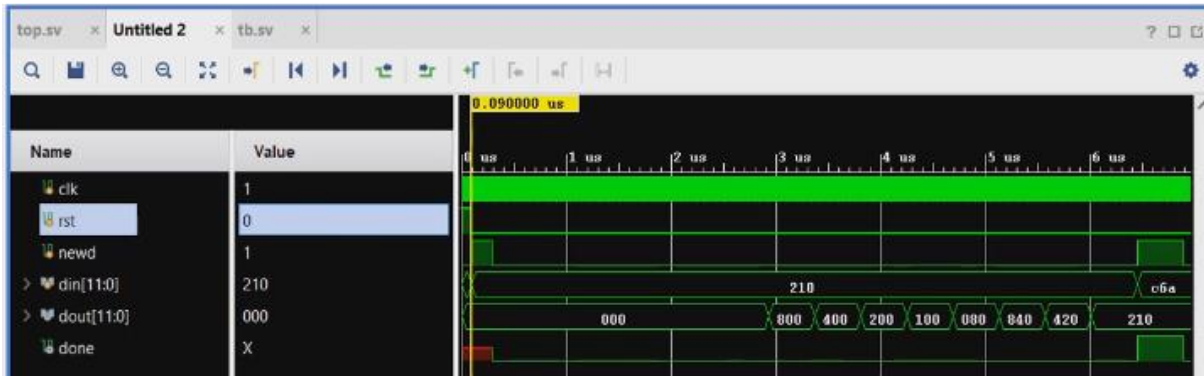 top.sv × Untitled 2 × tb.sv × ?
0.090000 us
Name Value 0 us 1 us 2 us 3 us 4 us 5 us 6 us
clk 1
rst 0
newd 1
> din[11:0] 210 210 c6a
> dout[11:0] 000 000 800 400 200 100 080 840 420 210
done X